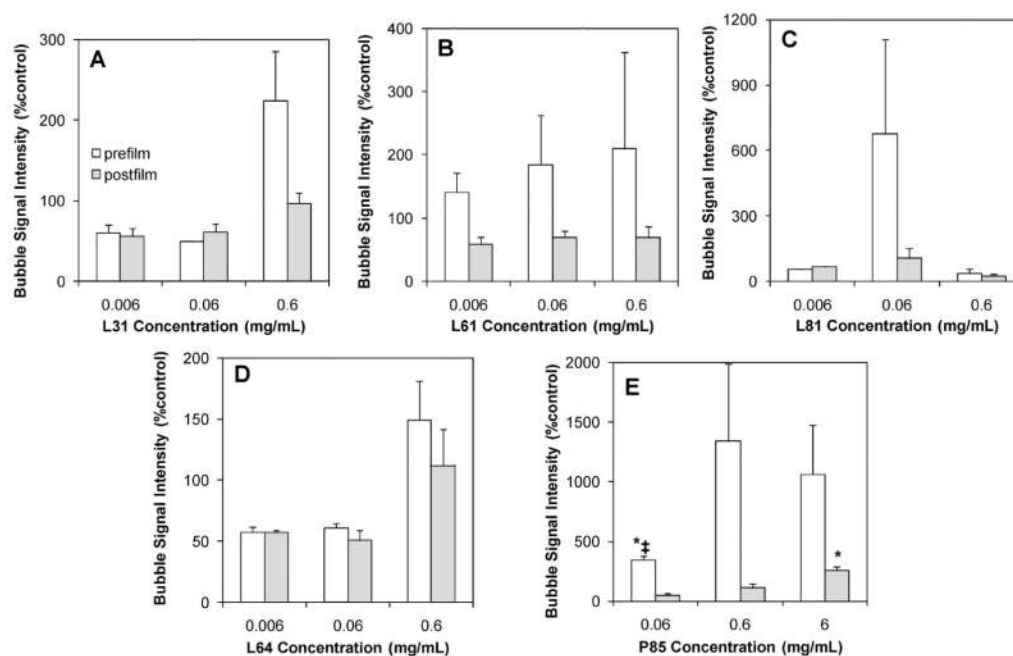 A
Bubble Signal Intensity (%control)
300
200
100
0
prefilm
postfilm
0.006
0.06
0.6
L31 Concentration (mg/mL)
B
Bubble Signal Intensity (%control)
400
300
200
100
0
0.006
0.06
0.6
L61 Concentration (mg/mL)
C
Bubble Signal Intensity (%control)
1200
900
600
300
0
0.006
0.06
0.6
L81 Concentration (mg/mL)
D
Bubble Signal Intensity (%control)
200
150
100
50
0
0.006
0.06
0.6
L64 Concentration (mg/mL)
E
Bubble Signal Intensity (%control)
2000
1500
1000
500
0
*‡
*
0.06
0.6
6
P85 Concentration (mg/mL)